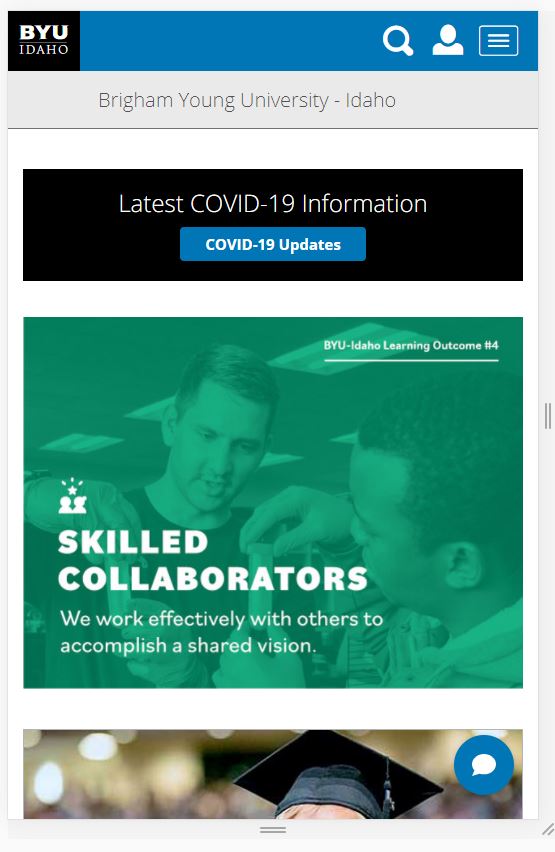 BYU
IDAHO
Brigham Young University - Idaho
Latest COVID-19 Information
COVID-19 Updates
BYU-Idaho Learning Outcome #4
SKILLED
COLLABORATORS
We work effectively with others to
accomplish a shared vision.